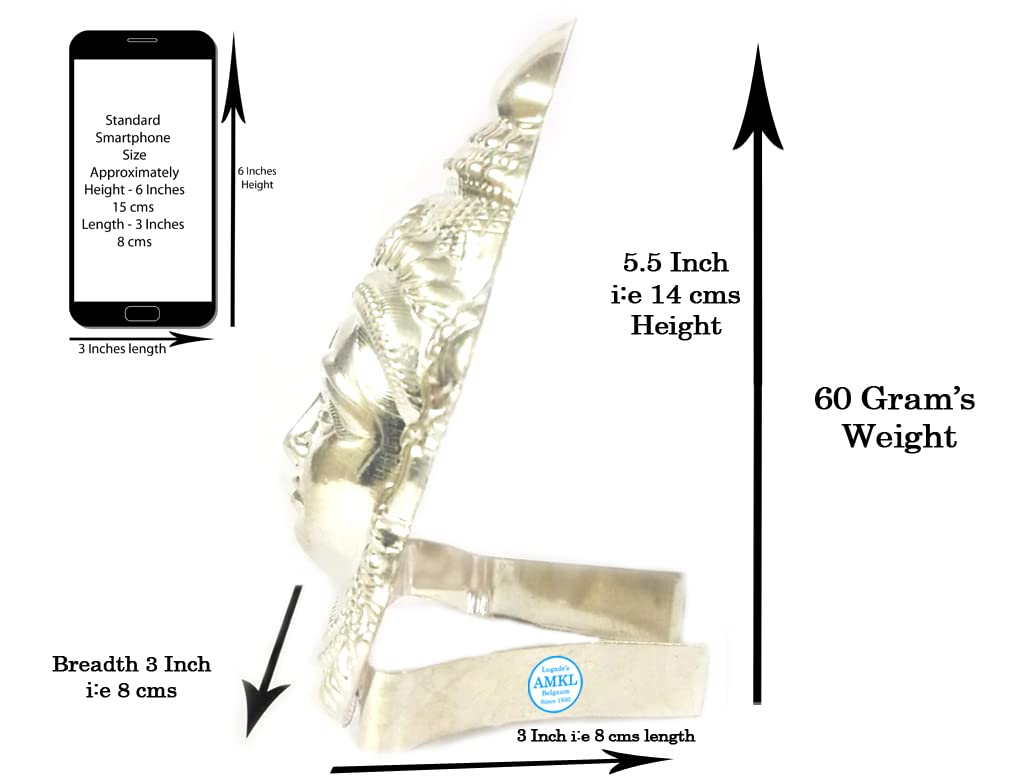 Standard
Smartphone
Size
Approximately
Height - 6 Inches
15 cms
Length - 3 Inches
8 cms
6 Inches
Height
3 Inches length
5.5 Inch
i:e 14 cms
Height
60 Gram's
Weight
Breadth 3 Inch
i:e 8 cms
Lugade's
AMKL
Belgaum
Since 1950
3 Inch i:e 8 cms length